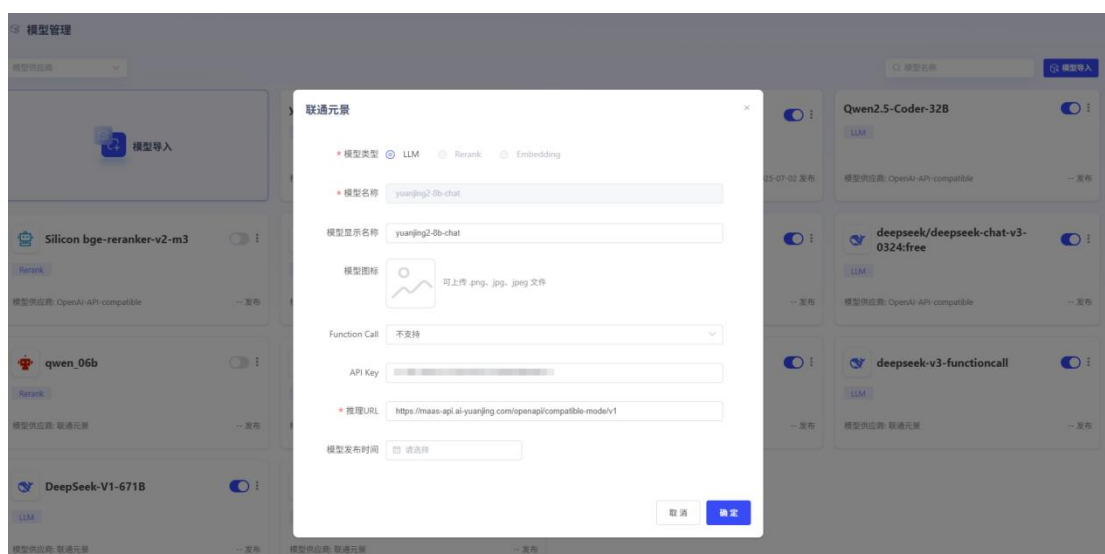 模型管理
模型供应商
模型名称
模型导入
模型导入
Qwen2.5-Coder-32B
LLM
25-07-02 发布
模型供应商: OpenAI-API-compatible
-- 发布
联通元景
* 模型类型 LLM Rerank Embedding
* 模型名称 yuanjing2-8b-chat
模型显示名称 yuanjing2-8b-chat
模型图标 可上传 .png、jpg、jpeg 文件
Function Call 不支持
API Key
* 推理URL https://maas-api.ai-yuanjing.com/openapi/compatible-mode/v1
模型发布时间 请选择
取消 确定
Silicon bge-reranker-v2-m3
Rerank
模型供应商: OpenAI-API-compatible
-- 发布
-- 发布
deepseek/deepseek-chat-v3-
0324:free
LLM
模型供应商: OpenAI-API-compatible
-- 发布
qwen_06b
Rerank
模型供应商: 联通元景
-- 发布
-- 发布
deepseek-v3-functioncall
LLM
模型供应商: 联通元景
-- 发布
DeepSeek-V1-671B
LLM
模型供应商: 联通元景
-- 发布
模型供应商: 联通元景
-- 发布